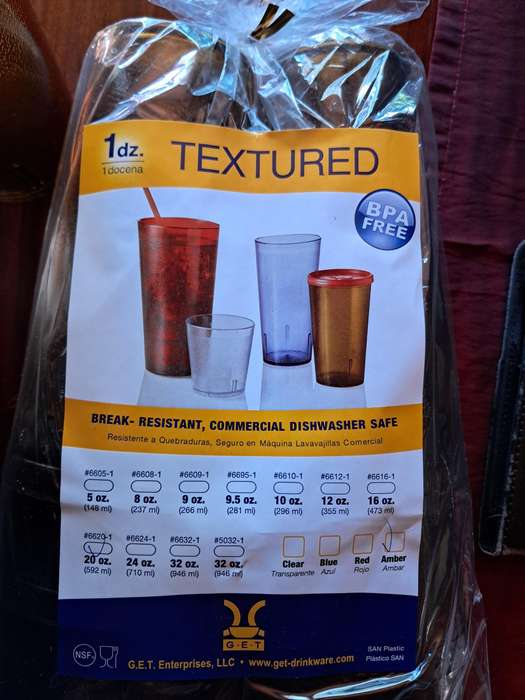 1dz.
1docena
TEXTURED
BPA
FREE
BREAK- RESISTANT, COMMERCIAL DISHWASHER SAFE
Resistente a Quebraduras, Seguro en Máquina Lavavajillas Comercial
#6605-1 #6608-1 #6609-1 #6695-1 #6610-1 #6612-1 #6616-1
5 oz. 8 oz. 9 oz. 9.5 oz. 10 oz. 12 oz. 16 oz.
(148 ml) (237 ml) (266 ml) (281 ml) (296 ml) (355 ml) (473 ml)
#6620-1 #6624-1 #6632-1 #5032-1
20 oz. 24 oz. 32 oz. 32 oz. Clear Blue Red Amber
(592 ml) (710 ml) (946 ml) (946 ml) Transparente Azul Rojo Ambar
G·E·T
NSF® G.E.T. Enterprises, LLC • www.get-drinkware.com
SAN Plastic
Plástico SAN